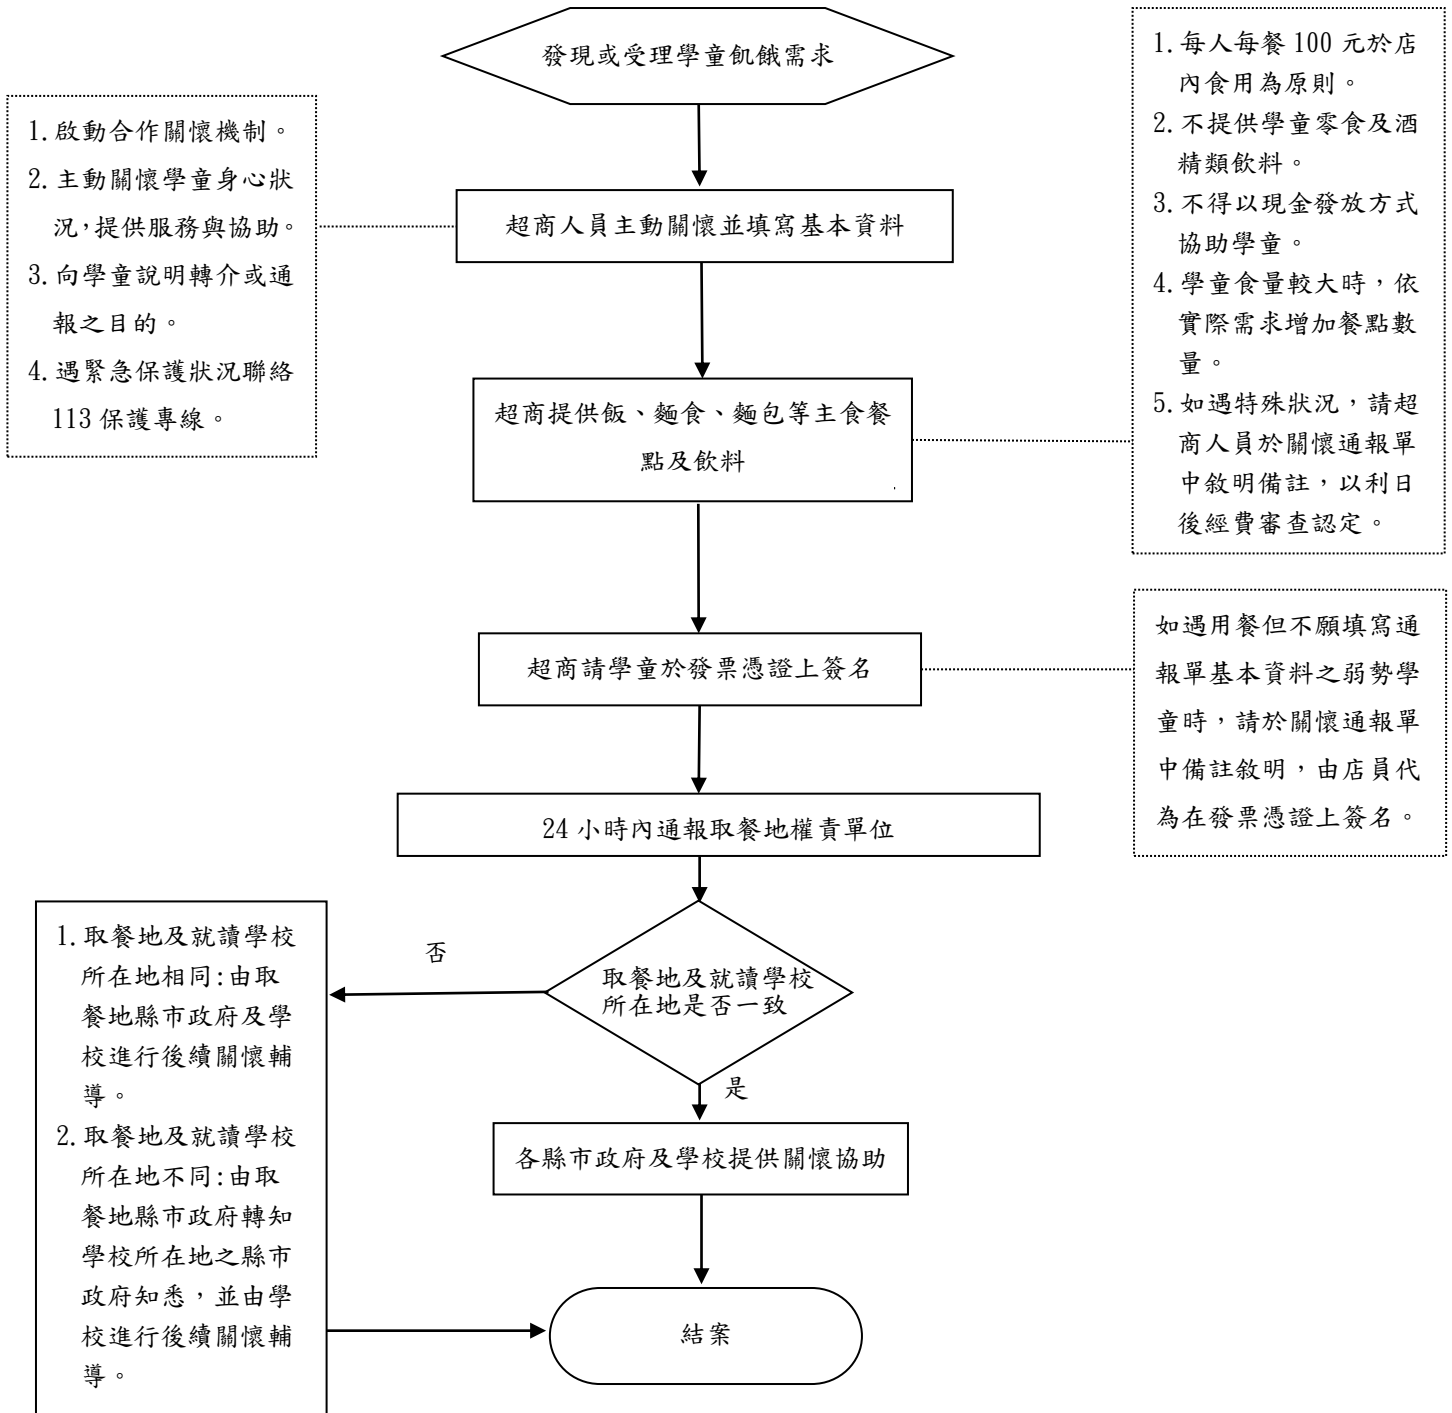 發現或受理學童飢餓需求
1.啟動合作關懷機制。
2.主動關懷學童身心狀
況,提供服務與協助。
3.向學童說明轉介或通
報之目的。
4.遇緊急保護狀況聯絡
113保護專線。
超商人員主動關懷並填寫基本資料
1.每人每餐100元於店
內食用為原則。
2.不提供學童零食及酒
精類飲料。
3.不得以現金發放方式
協助學童。
4.學童食量較大時，依
實際需求增加餐點數
量。
5.如遇特殊狀況，請超
商人員於關懷通報單
中敘明備註，以利日
後經費審查認定。
超商提供飯、麵食、麵包等主食餐
點及飲料
超商請學童於發票憑證上簽名
如遇用餐但不願填寫通
報單基本資料之弱勢學
童時，請於關懷通報單
中備註敘明，由店員代
為在發票憑證上簽名。
24小時內通報取餐地權責單位
取餐地及就讀學校
所在地是否一致
否
是
1.取餐地及就讀學校
所在地相同:由取
餐地縣市政府及學
校進行後續關懷輔
導。
2.取餐地及就讀學校
所在地不同:由取
餐地縣市政府轉知
學校所在地之縣市
政府知悉，並由學
校進行後續關懷輔
導。
各縣市政府及學校提供關懷協助
結案